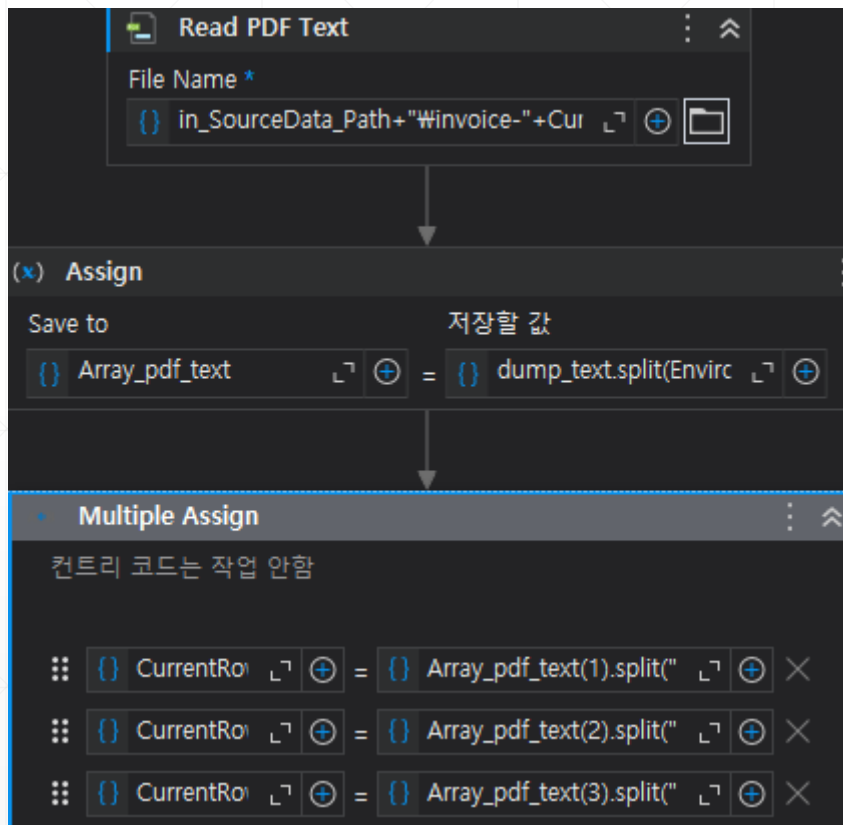 Read PDF Text
File Name *
{} in_SourceData_Path+"₩invoice-"+Cur
(x) Assign
Save to 저장할 값
{} Array_pdf_text = {} dump_text.split(Envirc
Multiple Assign
컨트리 코드는 작업 안함
{} CurrentRo = {} Array_pdf_text(1).split("
{} CurrentRo = {} Array_pdf_text(2).split("
{} CurrentRo = {} Array_pdf_text(3).split("